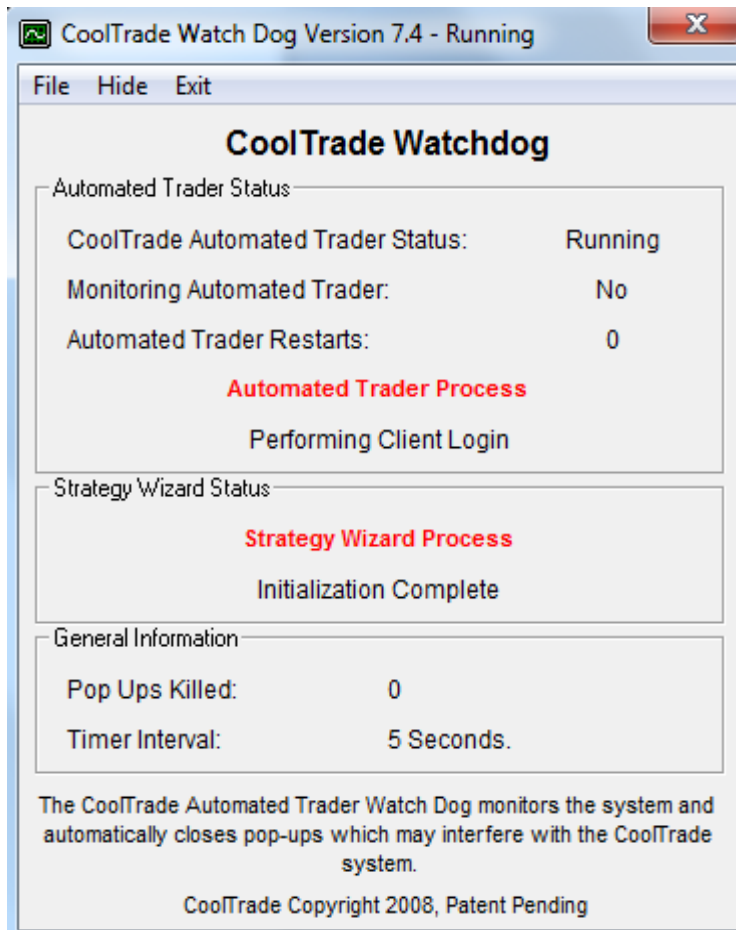 CoolTrade Watch Dog Version 7.4 - Running
File Hide Exit
CoolTrade Watchdog
Automated Trader Status
CoolTrade Automated Trader Status: Running
Monitoring Automated Trader: No
Automated Trader Restarts: 0
Automated Trader Process
Performing Client Login
Strategy Wizard Status
Strategy Wizard Process
Initialization Complete
General Information
Pop Ups Killed: 0
Timer Interval: 5 Seconds.
The CoolTrade Automated Trader Watch Dog monitors the system and
automatically closes pop-ups which may interfere with the CoolTrade
system.
CoolTrade Copyright 2008, Patent Pending